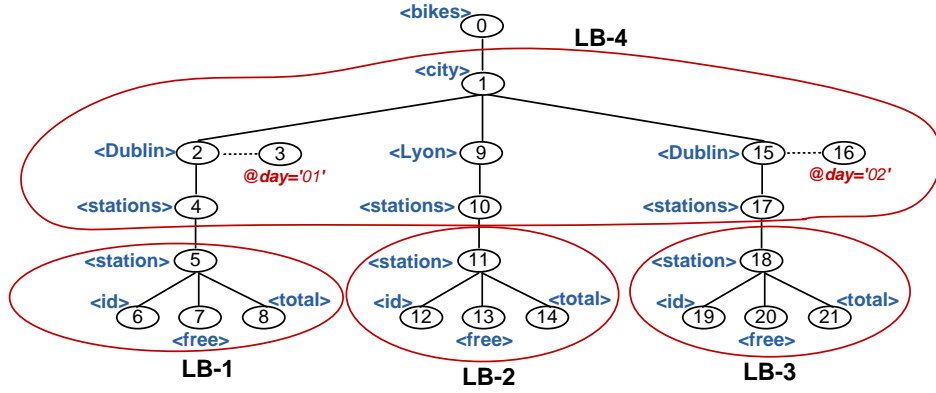 <bikes> 0
LB-4
<city> 1
<Dublin> 2 3 <Lyon> 9 <Dublin> 15 16
@day='01' @day='02'
<stations> 4 <stations> 10 <stations> 17
<station> 5 <station> 11 <station> 18
<id> <total> <id> <total> <id> <total>
6 7 8 12 13 14 19 20 21
<free> <free> <free>
LB-1 LB-2 LB-3